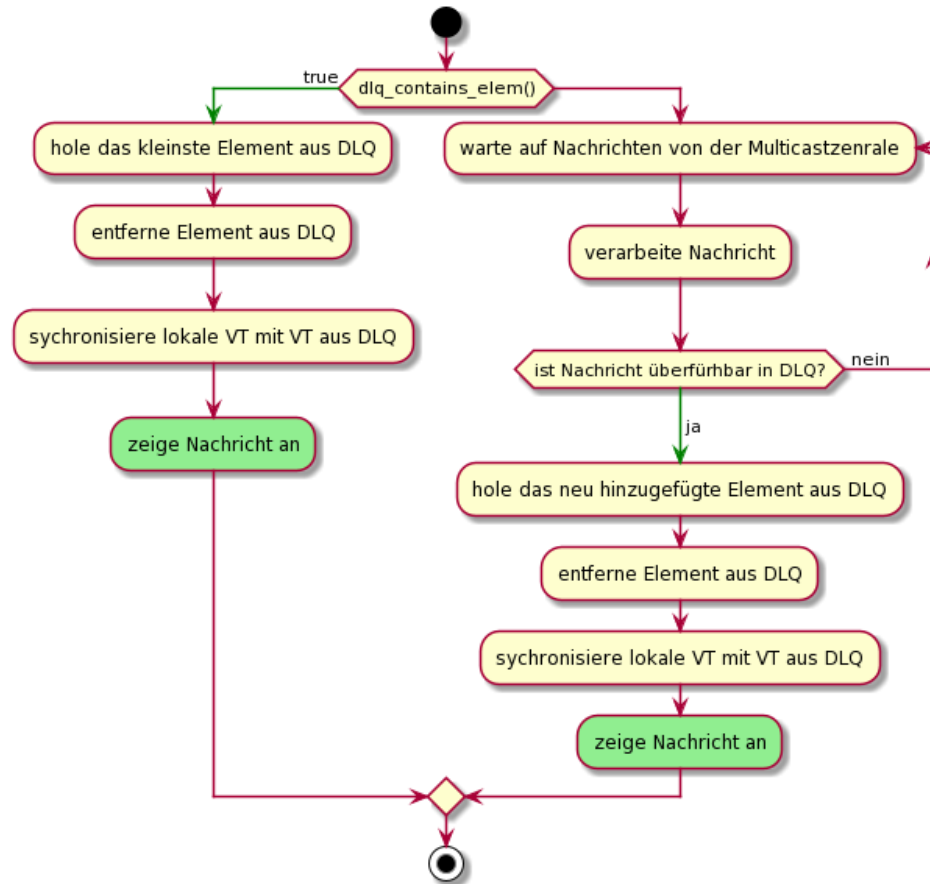 true
dlq_contains_elem()
hole das kleinste Element aus DLQ
entferne Element aus DLQ
sychronisiere lokale VT mit VT aus DLQ
zeige Nachricht an
warte auf Nachrichten von der Multicastzenrale
verarbeite Nachricht
ist Nachricht überfürhbar in DLQ?
nein
ja
hole das neu hinzugefügte Element aus DLQ
entferne Element aus DLQ
sychronisiere lokale VT mit VT aus DLQ
zeige Nachricht an